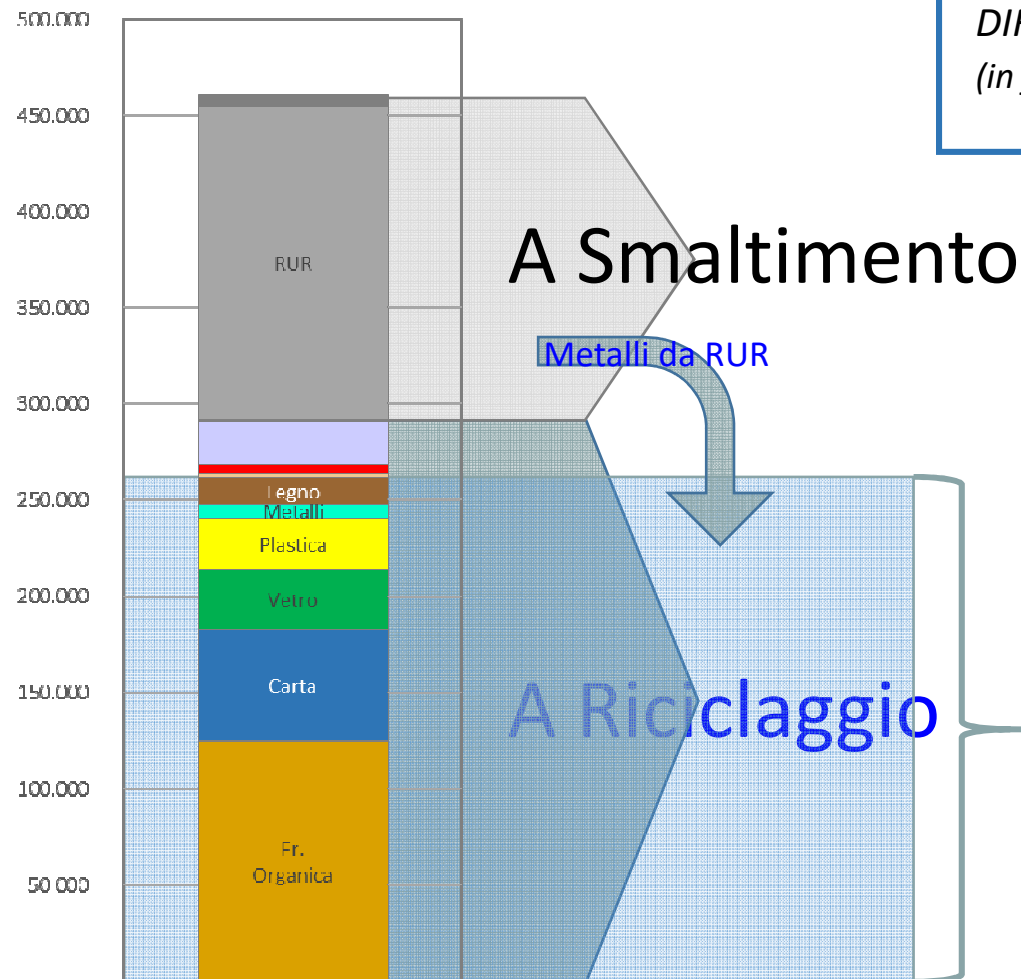 500.000
450.000
400.000
350.000
300.000
250.000
200.000
150.000
100.000
50.000
(in
RUR
A Smaltimento
Metalli da RUR
Legno
Metalli
Plastica
Vetro
Carta
A Riciclaggio
Fr.
Organica